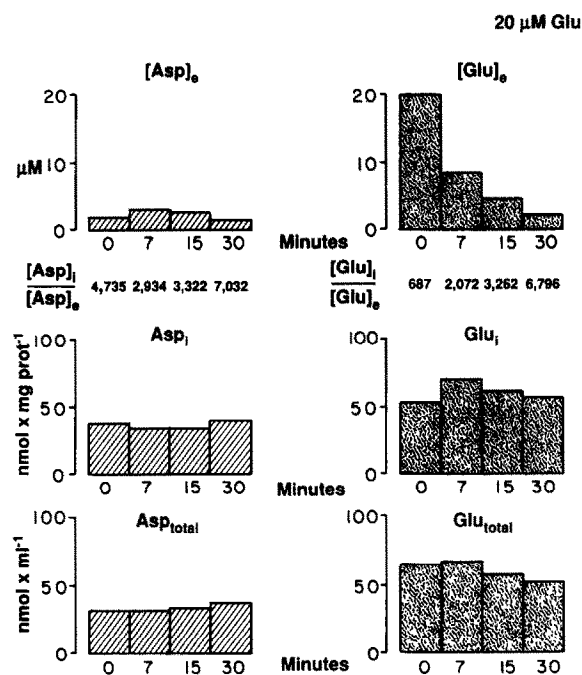 20 µM Glu
[Asp]e [Glu]e
20 20
µM 10 10
0 0
0 7 15 30 Minutes 0 7 15 30
[Asp]i / [Asp]e 4,735 2,934 3,322 7,032 [Glu]i / [Glu]e 687 2,072 3,262 6,796
Aspi Glui
100 100
nmol x mg prot-1 50 50
0 0
0 7 15 30 Minutes 0 7 15 30
Asptotal Glutotal
100 100
nmol x ml-1 50 50
0 0
0 7 15 30 Minutes 0 7 15 30